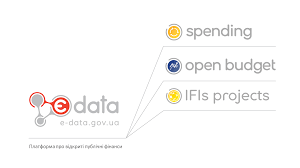 spending
open budget
IFIs projects
e data
e-data.gov.ua
Платформа про відкриті публічні фінанси